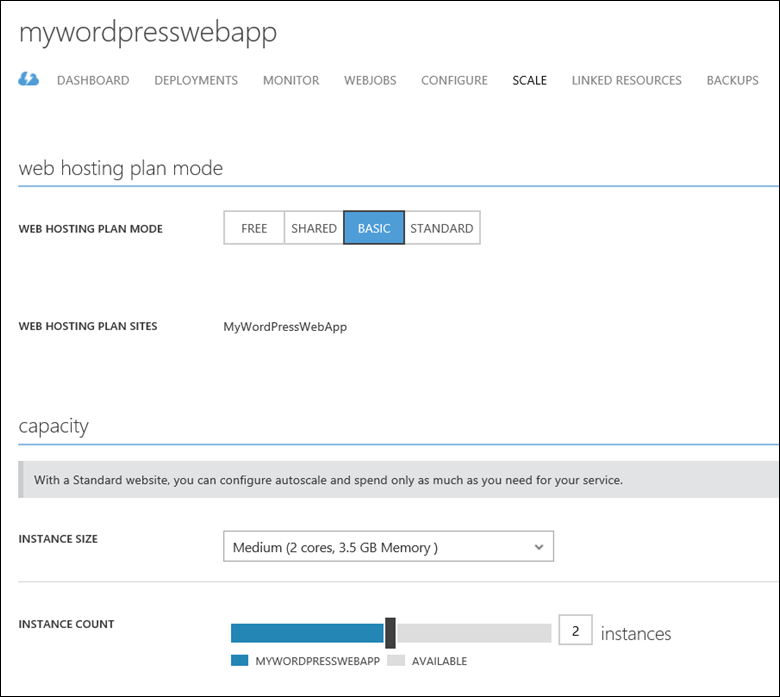 mywordpresswebapp
DASHBOARD DEPLOYMENTS MONITOR WEBJOBS CONFIGURE SCALE LINKED RESOURCES BACKUPS
web hosting plan mode
WEB HOSTING PLAN MODE FREE SHARED BASIC STANDARD
WEB HOSTING PLAN SITES MyWordPressWebApp
capacity
With a Standard website, you can configure autoscale and spend only as much as you need for your service.
INSTANCE SIZE Medium (2 cores, 3.5 GB Memory )
INSTANCE COUNT 2 instances
MYWORDPRESSWEBAPP AVAILABLE